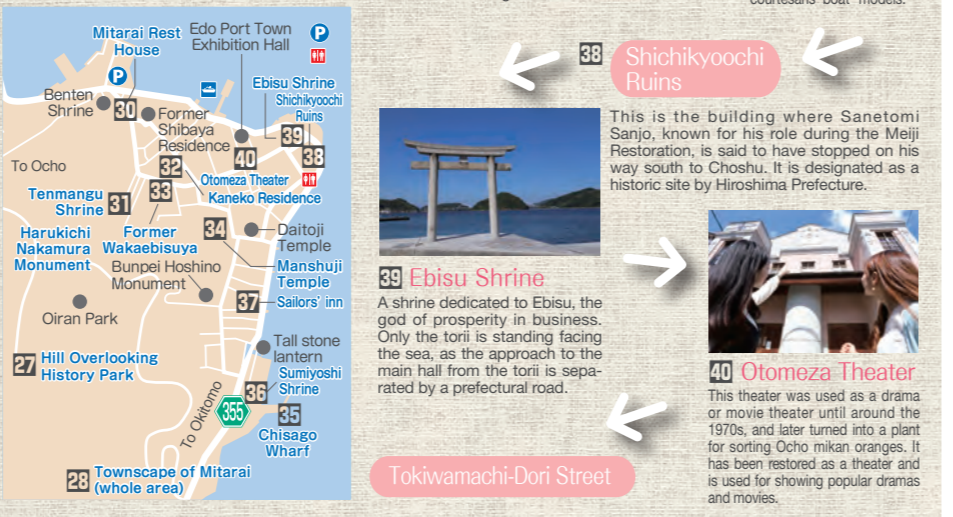 courtesans' boat models.
Mitarai Rest
House
Edo Port Town
Exhibition Hall
P
P
Ebisu Shrine
Shichikyoochi
Ruins
Benten
Shrine
30
Former
Shibaya
Residence
39
38
40
32
To Ocho
Otomeza Theater
Kaneko Residence
Tenmangu
Shrine
31
33
Harukichi
Nakamura
Monument
Former
Wakaebisuya
34
Daitoji
Temple
Bunpei Hoshino
Monument
Manshuji
Temple
37
Sailors' inn
Oiran Park
Tall stone
lantern
27
Hill Overlooking
History Park
Sumiyoshi
Shrine
36
355
35
To Okitomo
Chisago
Wharf
28
Townscape of Mitarai
(whole area)
38
Shichikyoochi
Ruins
This is the building where Sanetomi
Sanjo, known for his role during the Meiji
Restoration, is said to have stopped on his
way south to Choshu. It is designated as a
historic site by Hiroshima Prefecture.
39 Ebisu Shrine
A shrine dedicated to Ebisu, the
god of prosperity in business.
Only the torii is standing facing
the sea, as the approach to the
main hall from the torii is sepa-
rated by a prefectural road.
40 Otomeza Theater
This theater was used as a drama
or movie theater until around the
1970s, and later turned into a plant
for sorting Ocho mikan oranges. It
has been restored as a theater and
is used for showing popular dramas
and movies.
Tokiwamachi-Dori Street